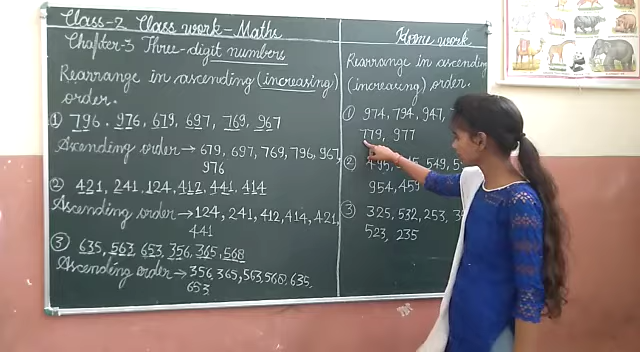 Class-2 Class work-Maths
Chapter-3 Three-digit numbers
Rearrange in ascending (increasing)
order.
① 796, 976, 679, 697, 769, 967
Ascending order → 679, 697, 769, 796, 967,
976
② 421, 241, 124, 412, 441, 414
Ascending order → 124, 241, 412, 414, 421,
441
③ 635, 563, 653, 356, 365, 568
Ascending order → 356, 365, 563, 568, 635,
653
Home work
Rearrange in ascending
(increasing) order.
① 974, 794, 947,
779, 977
② 495, 549,
954, 459
③ 325, 532, 253,
523, 235